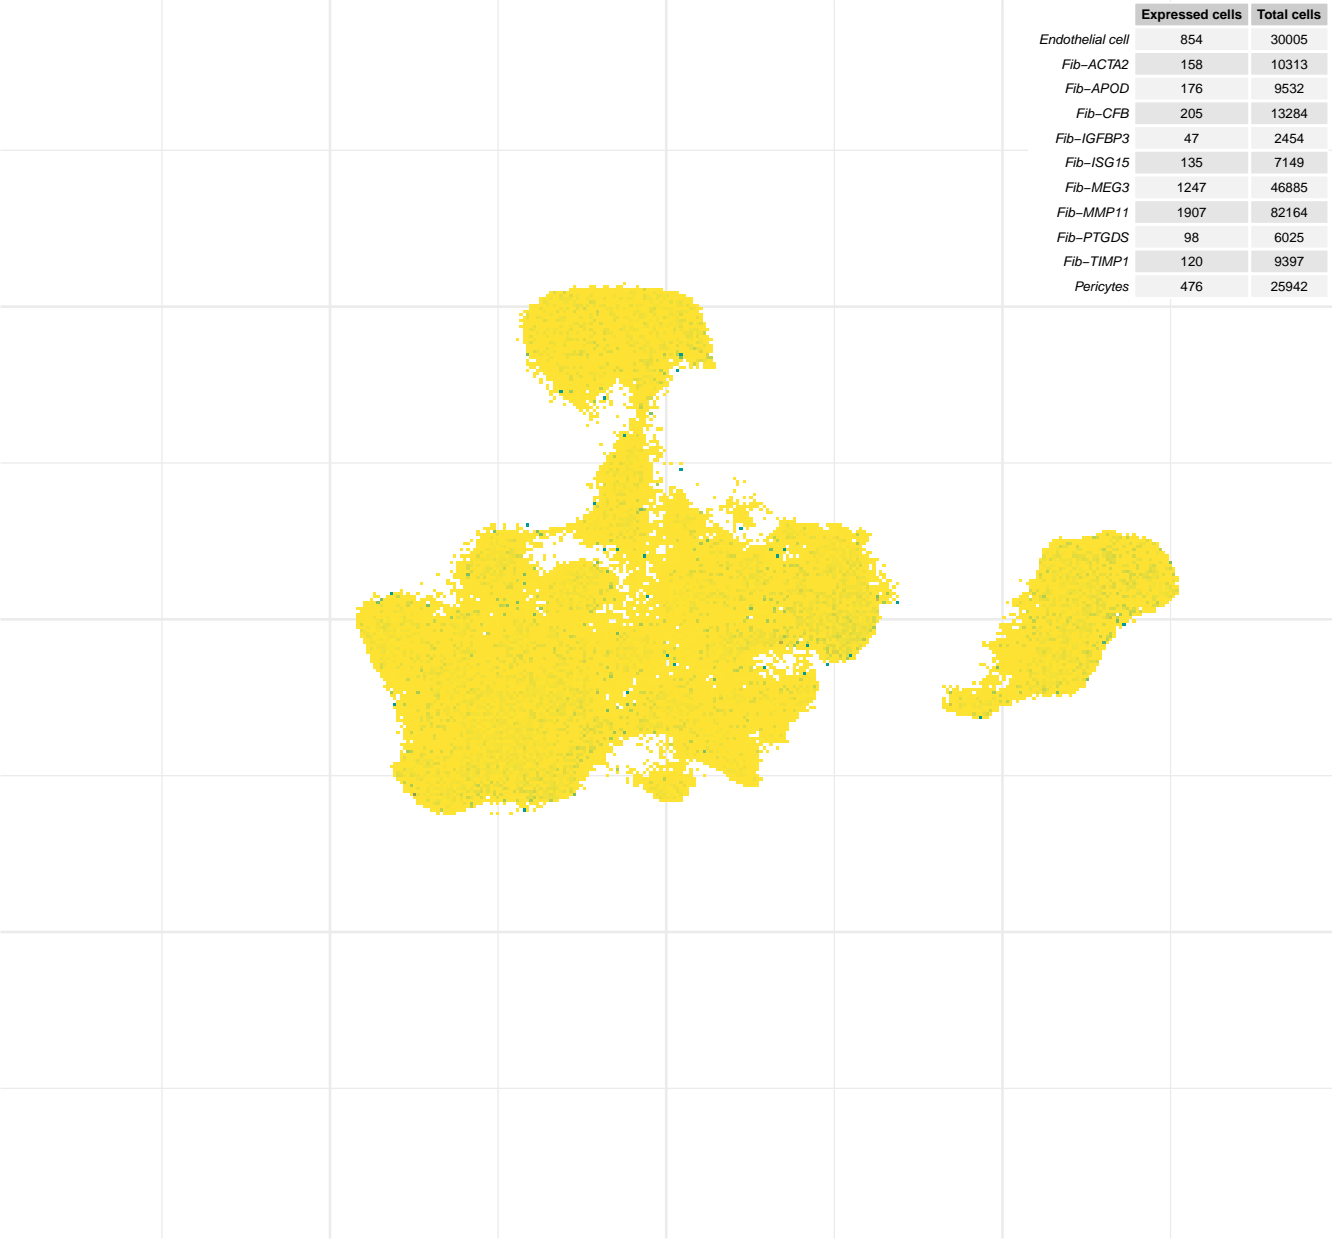 Expressed cells Total cells
Endothelial cell 854 30005
Fib−ACTA2 158 10313
Fib−APOD 176 9532
Fib−CFB 205 13284
Fib−IGFBP3 47 2454
Fib−ISG15 135 7149
Fib−MEG3 1247 46885
Fib−MMP11 1907 82164
Fib−PTGDS 98 6025
Fib−TIMP1 120 9397
Pericytes 476 25942